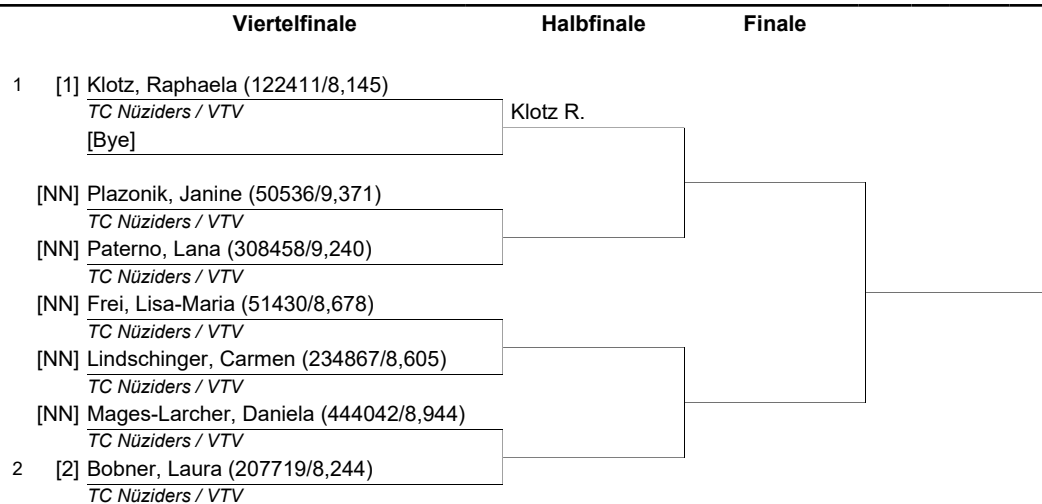 Viertelfinale Halbfinale Finale
1 [1] Klotz, Raphaela (122411/8,145)
TC Nüziders / VTV Klotz R.
[Bye]
[NN] Plazonik, Janine (50536/9,371)
TC Nüziders / VTV
[NN] Paterno, Lana (308458/9,240)
TC Nüziders / VTV
[NN] Frei, Lisa-Maria (51430/8,678)
TC Nüziders / VTV
[NN] Lindschinger, Carmen (234867/8,605)
TC Nüziders / VTV
[NN] Mages-Larcher, Daniela (444042/8,944)
TC Nüziders / VTV
2 [2] Bobner, Laura (207719/8,244)
TC Nüziders / VTV